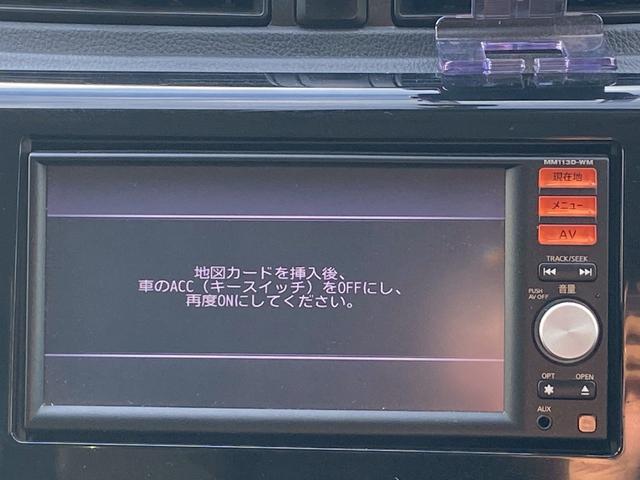 MM113D-WM
現在地
メニュー
AV
TRACK/SEEK
地図カードを挿入後、
車のACC（キースイッチ）をOFFにし、
再度ONにしてください。
PUSH
AV OFF
音量
OPT
OPEN
AUX